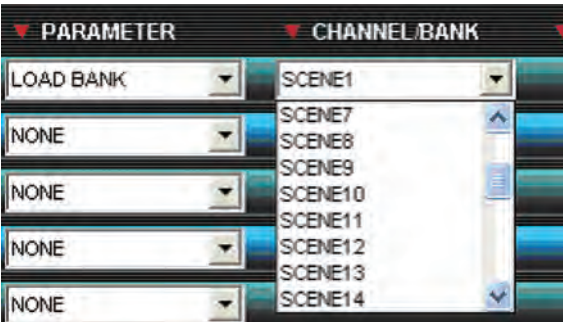 PARAMETER CHANNEL/BANK
LOAD BANK SCENE1
SCENE7
NONE SCENE8
SCENE9
NONE SCENE10
SCENE11
NONE SCENE12
SCENE13
NONE SCENE14